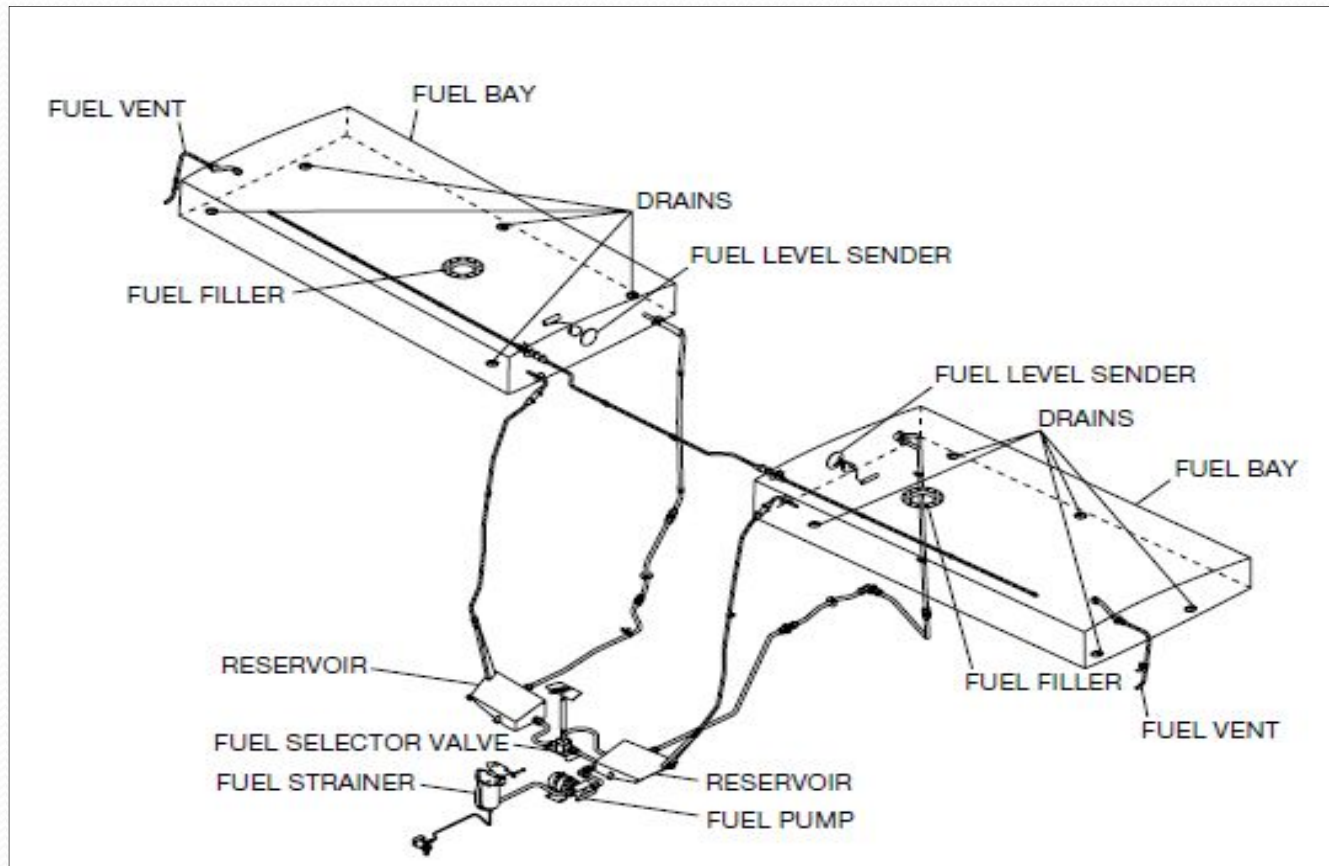 FUEL VENT
FUEL BAY
DRAINS
FUEL LEVEL SENDER
FUEL FILLER
FUEL LEVEL SENDER
DRAINS
FUEL BAY
RESERVOIR
FUEL FILLER
FUEL VENT
FUEL SELECTOR VALVE
FUEL STRAINER
RESERVOIR
FUEL PUMP